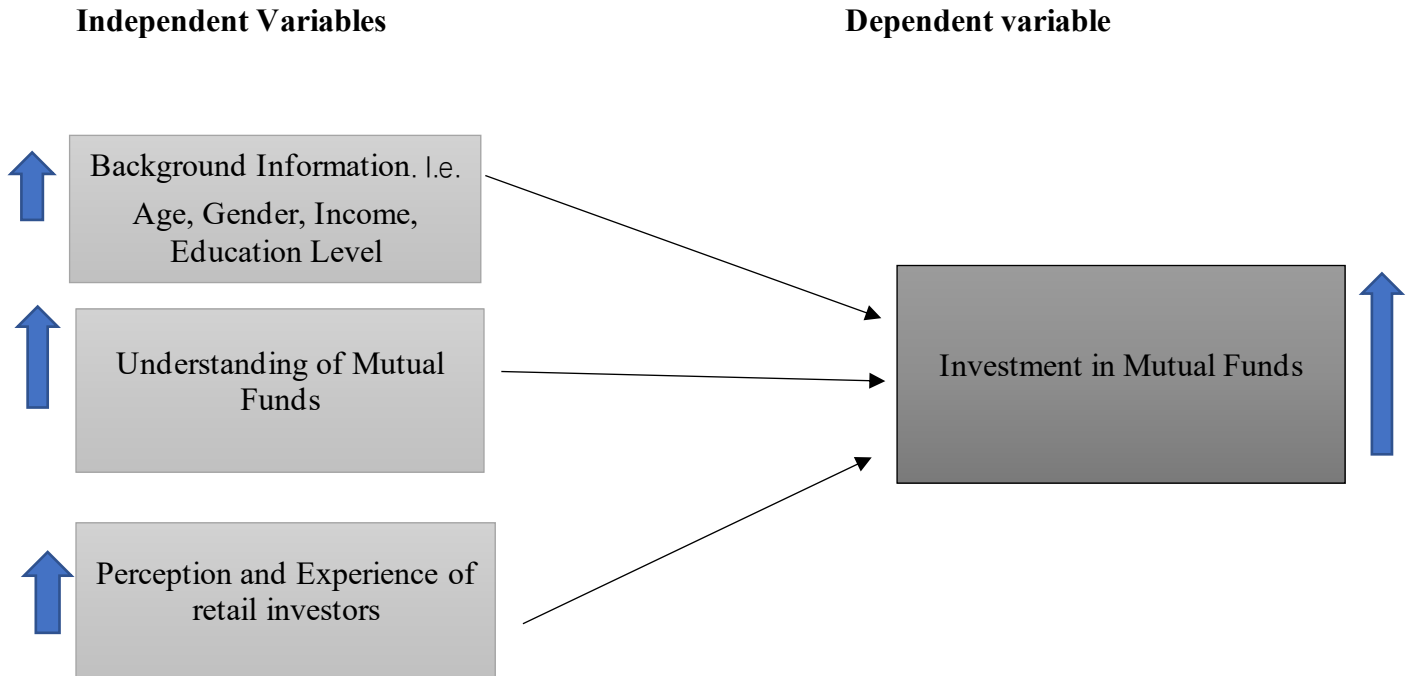 Independent Variables
Dependent variable
Background Information. I.e.
Age, Gender, Income,
Education Level
Understanding of Mutual
Funds
Perception and Experience of
retail investors
Investment in Mutual Funds